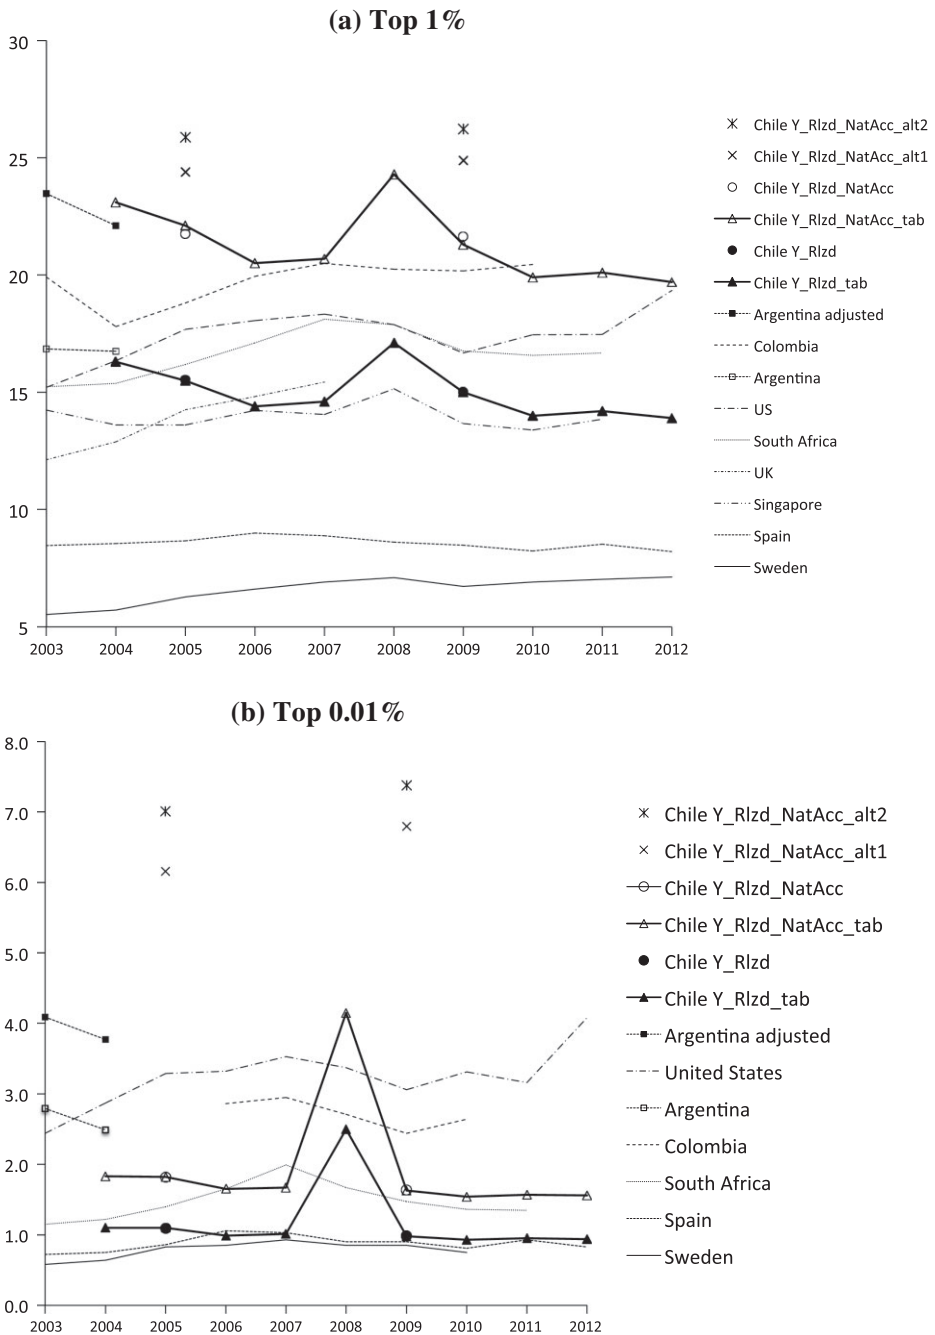 (a) Top 1%
30
25
20
15
10
5
2003 2004 2005 2006 2007 2008 2009 2010 2011 2012
Chile Y_Rlzd_NatAcc_alt2
Chile Y_Rlzd_NatAcc_alt1
Chile Y_Rlzd_NatAcc
Chile Y_Rlzd_NatAcc_tab
Chile Y_Rlzd
Chile Y_Rlzd_tab
Argentina adjusted
Colombia
Argentina
US
South Africa
UK
Singapore
Spain
Sweden
(b) Top 0.01%
8.0
7.0
6.0
5.0
4.0
3.0
2.0
1.0
0.0
2003 2004 2005 2006 2007 2008 2009 2010 2011 2012
Chile Y_Rlzd_NatAcc_alt2
Chile Y_Rlzd_NatAcc_alt1
Chile Y_Rlzd_NatAcc
Chile Y_Rlzd_NatAcc_tab
Chile Y_Rlzd
Chile Y_Rlzd_tab
Argentina adjusted
United States
Argentina
Colombia
South Africa
Spain
Sweden